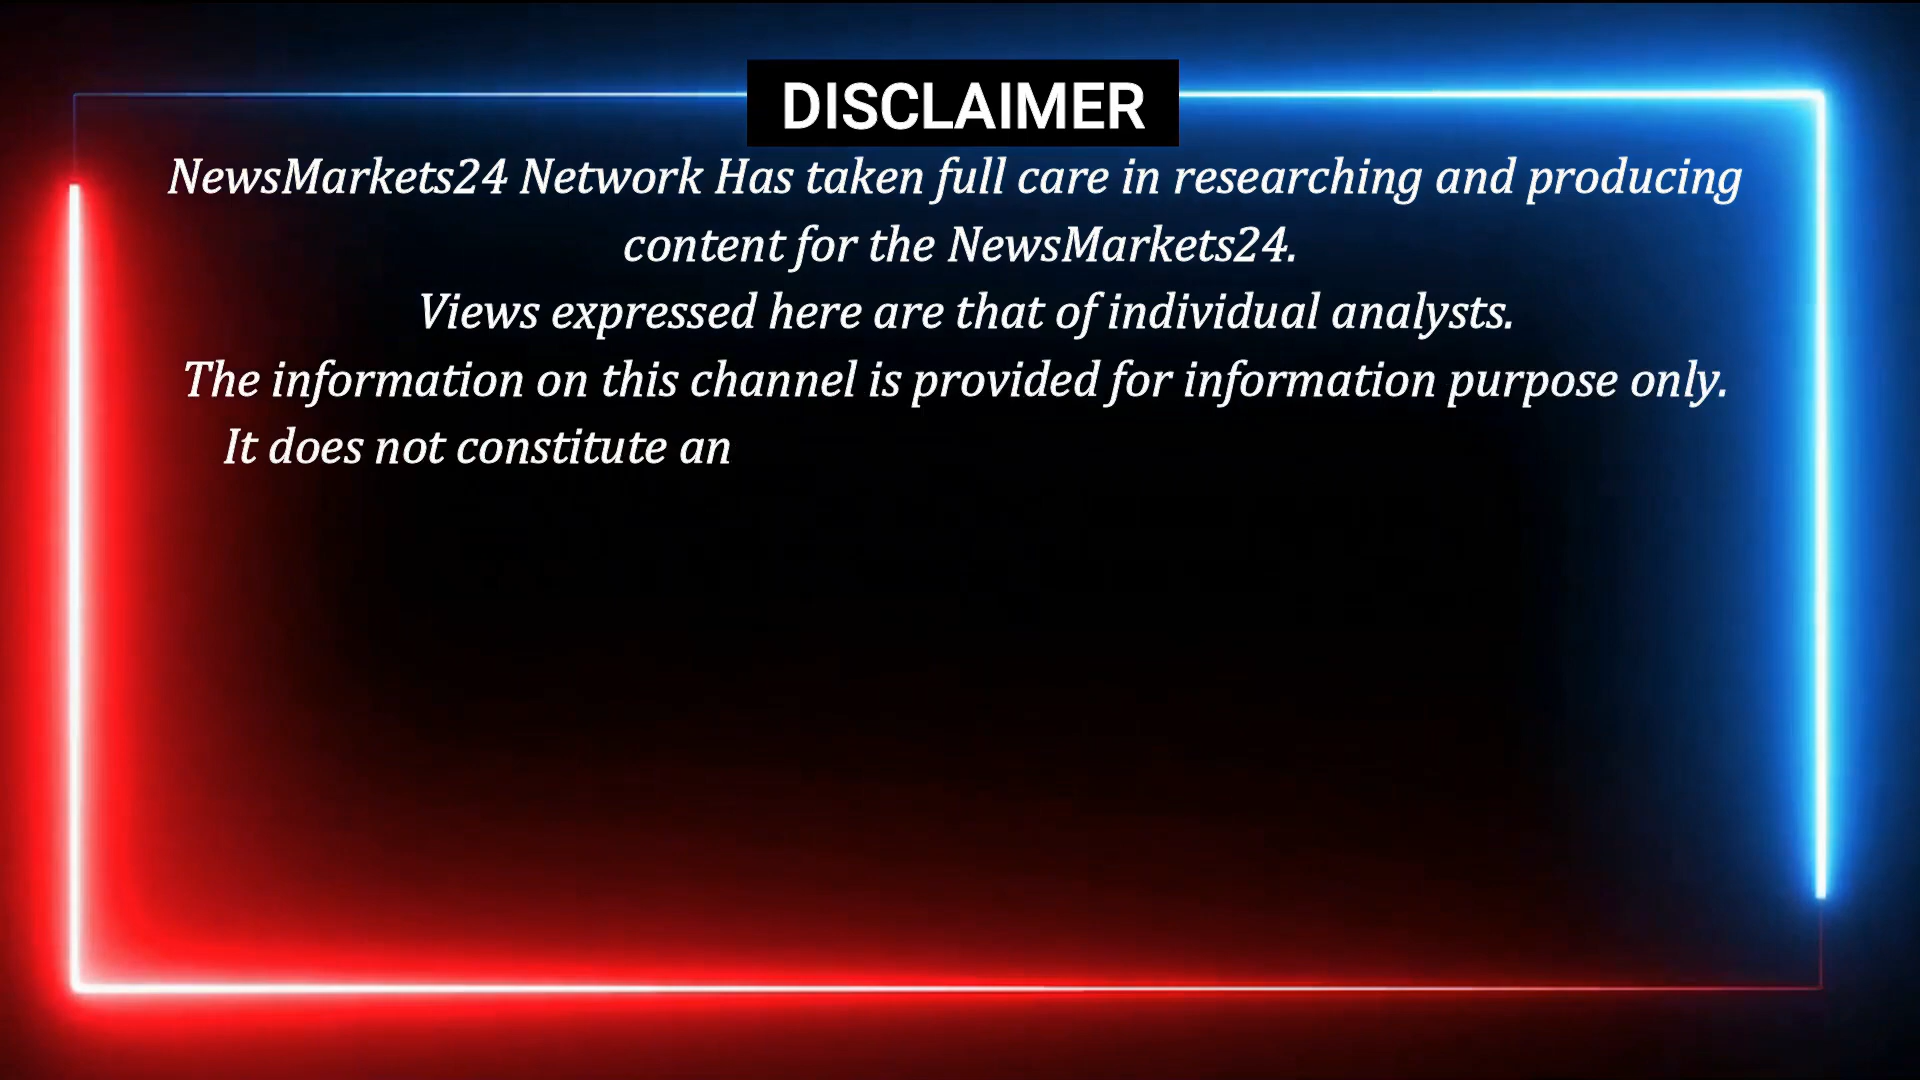 DISCLAIMER
NewsMarkets24 Network Has taken full care in researching and producing
content for the NewsMarkets24.
Views expressed here are that of individual analysts.
The information on this channel is provided for information purpose only.
It does not constitute an